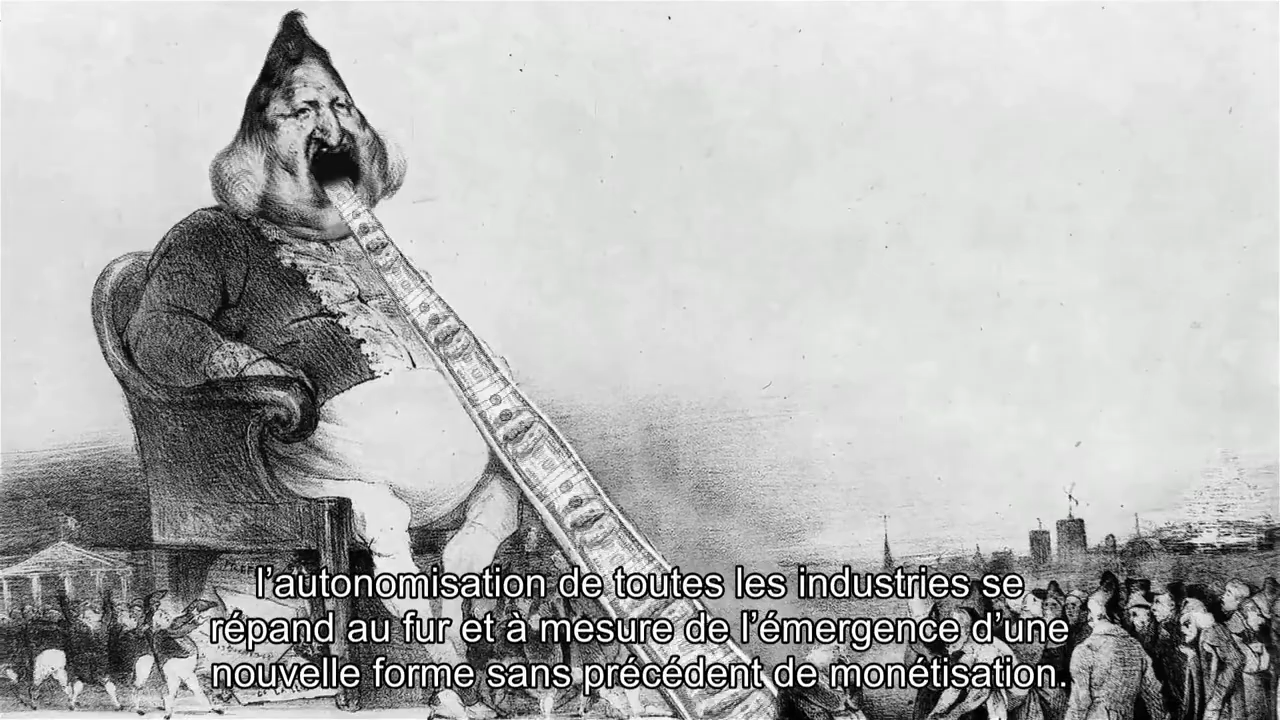 l'autonomisation de toutes les industries se
répand au fur et à mesure de l'émergence d'une
nouvelle forme sans précédent de monétisation.